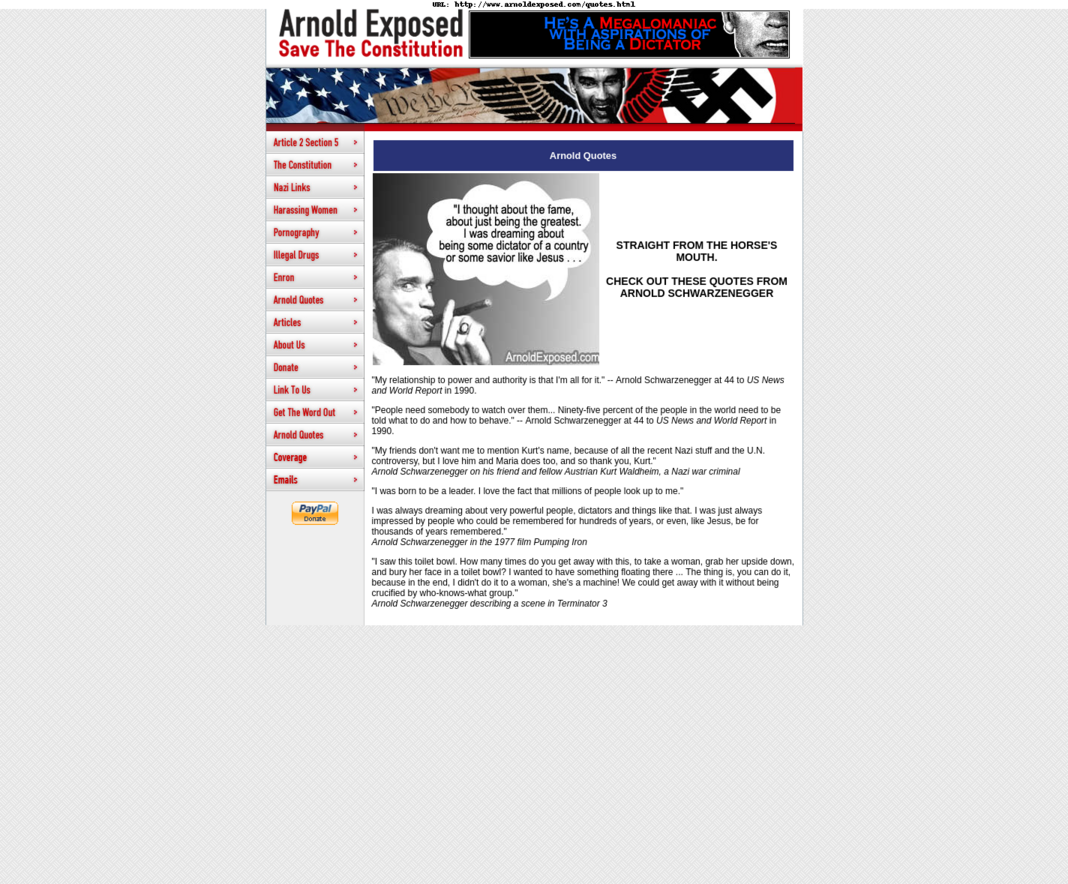 URL: http://www.arnoldexposed.com/quotes.html
Arnold Exposed
Save The Constitution
HE'S A MEGALOMANIAC
WITH ASPIRATIONS OF
BEING A DICTATOR
We The
Article 2 Section 5 »
The Constitution »
Nazi Links »
Harassing Women »
Pornography »
Illegal Drugs »
Enron »
Arnold Quotes »
Articles »
About Us »
Donate »
Link To Us »
Get The Word Out »
Arnold Quotes »
Coverage »
Emails »
PayPal
Donate
Arnold Quotes
"I thought about the fame,
about just being the greatest.
I was dreaming about
being some dictator of a country
or some savior like Jesus . . .
ArnoldExposed.com
STRAIGHT FROM THE HORSE'S
MOUTH.
CHECK OUT THESE QUOTES FROM
ARNOLD SCHWARZENEGGER
"My relationship to power and authority is that I'm all for it." -- Arnold Schwarzenegger at 44 to US News
and World Report in 1990.
"People need somebody to watch over them... Ninety-five percent of the people in the world need to be
told what to do and how to behave." -- Arnold Schwarzenegger at 44 to US News and World Report in
1990.
"My friends don't want me to mention Kurt's name, because of all the recent Nazi stuff and the U.N.
controversy, but I love him and Maria does too, and so thank you, Kurt."
Arnold Schwarzenegger on his friend and fellow Austrian Kurt Waldheim, a Nazi war criminal
"I was born to be a leader. I love the fact that millions of people look up to me."
I was always dreaming about very powerful people, dictators and things like that. I was just always
impressed by people who could be remembered for hundreds of years, or even, like Jesus, be for
thousands of years remembered."
Arnold Schwarzenegger in the 1977 film Pumping Iron
"I saw this toilet bowl. How many times do you get away with this, to take a woman, grab her upside down,
and bury her face in a toilet bowl? I wanted to have something floating there ... The thing is, you can do it,
because in the end, I didn't do it to a woman, she's a machine! We could get away with it without being
crucified by who-knows-what group."
Arnold Schwarzenegger describing a scene in Terminator 3